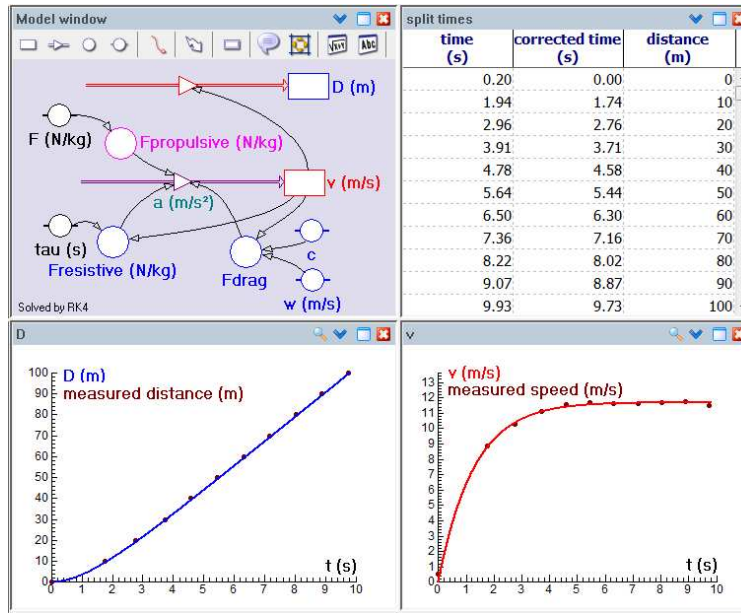 Model window
√x+y Abc
D (m)
F (N/kg)
Fpropulsive (N/kg)
v (m/s)
a (m/s²)
tau (s)
Fresistive (N/kg)
Fdrag
c
w (m/s)
Solved by RK4
split times
time corrected time distance
(s) (s) (m)
0.20 0.00 0
1.94 1.74 10
2.96 2.76 20
3.91 3.71 30
4.78 4.58 40
5.64 5.44 50
6.50 6.30 60
7.36 7.16 70
8.22 8.02 80
9.07 8.87 90
9.93 9.73 100
D
D (m)
measured distance (m)
100
90
80
70
60
50
40
30
20
10
0
0 1 2 3 4 5 6 7 8 9 10
t (s)
v
v (m/s)
measured speed (m/s)
13
12
11
10
9
8
7
6
5
4
3
2
1
0
0 1 2 3 4 5 6 7 8 9 10
t (s)